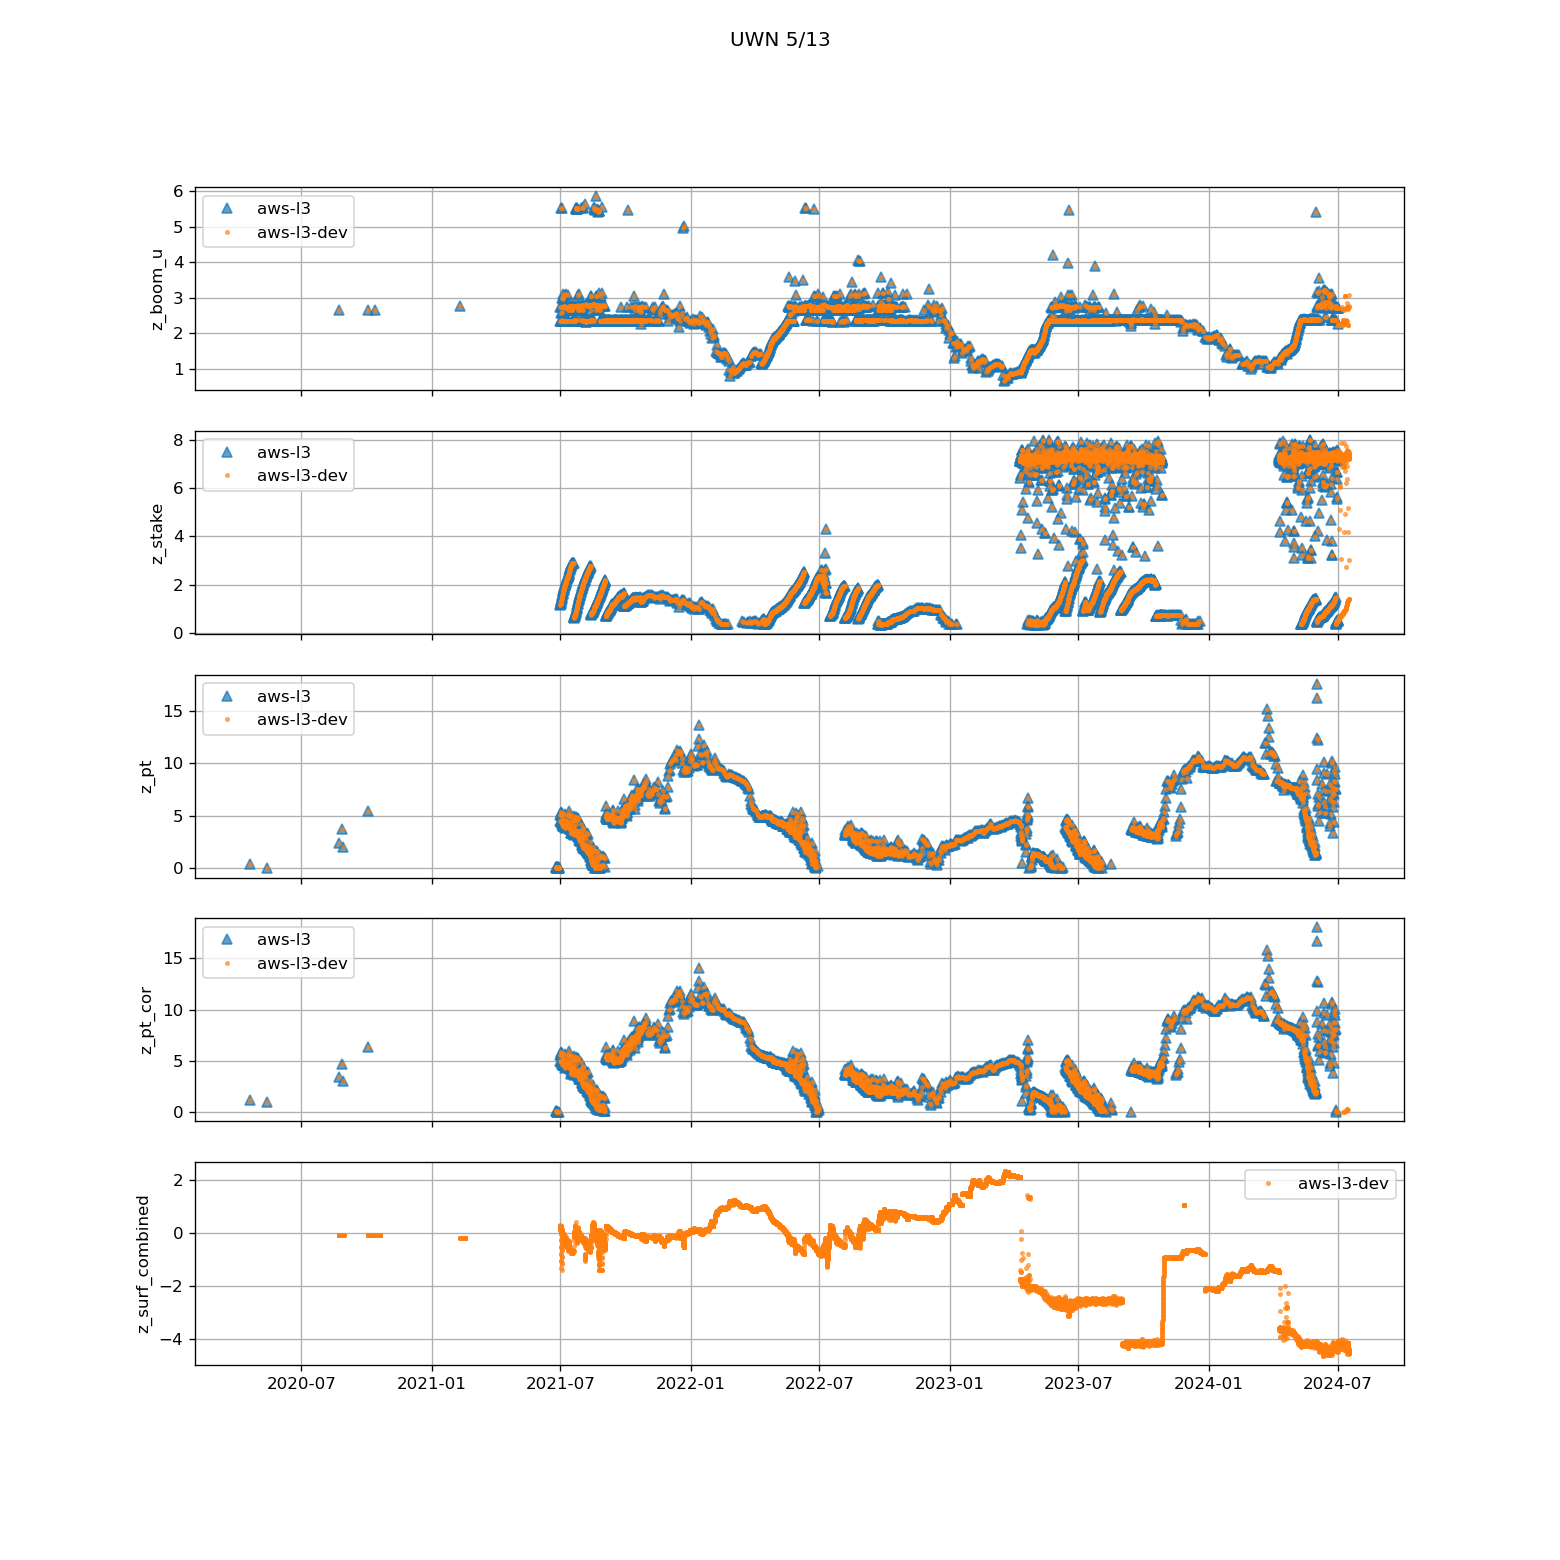 UWN 5/13
aws-l3
aws-l3-dev
z_boom_u
6
5
4
3
2
1
aws-l3
aws-l3-dev
z_stake
8
6
4
2
0
aws-l3
aws-l3-dev
z_pt
15
10
5
0
aws-l3
aws-l3-dev
z_pt_cor
15
10
5
0
aws-l3-dev
z_surf_combined
2
0
−2
−4
2020-07 2021-01 2021-07 2022-01 2022-07 2023-01 2023-07 2024-01 2024-07